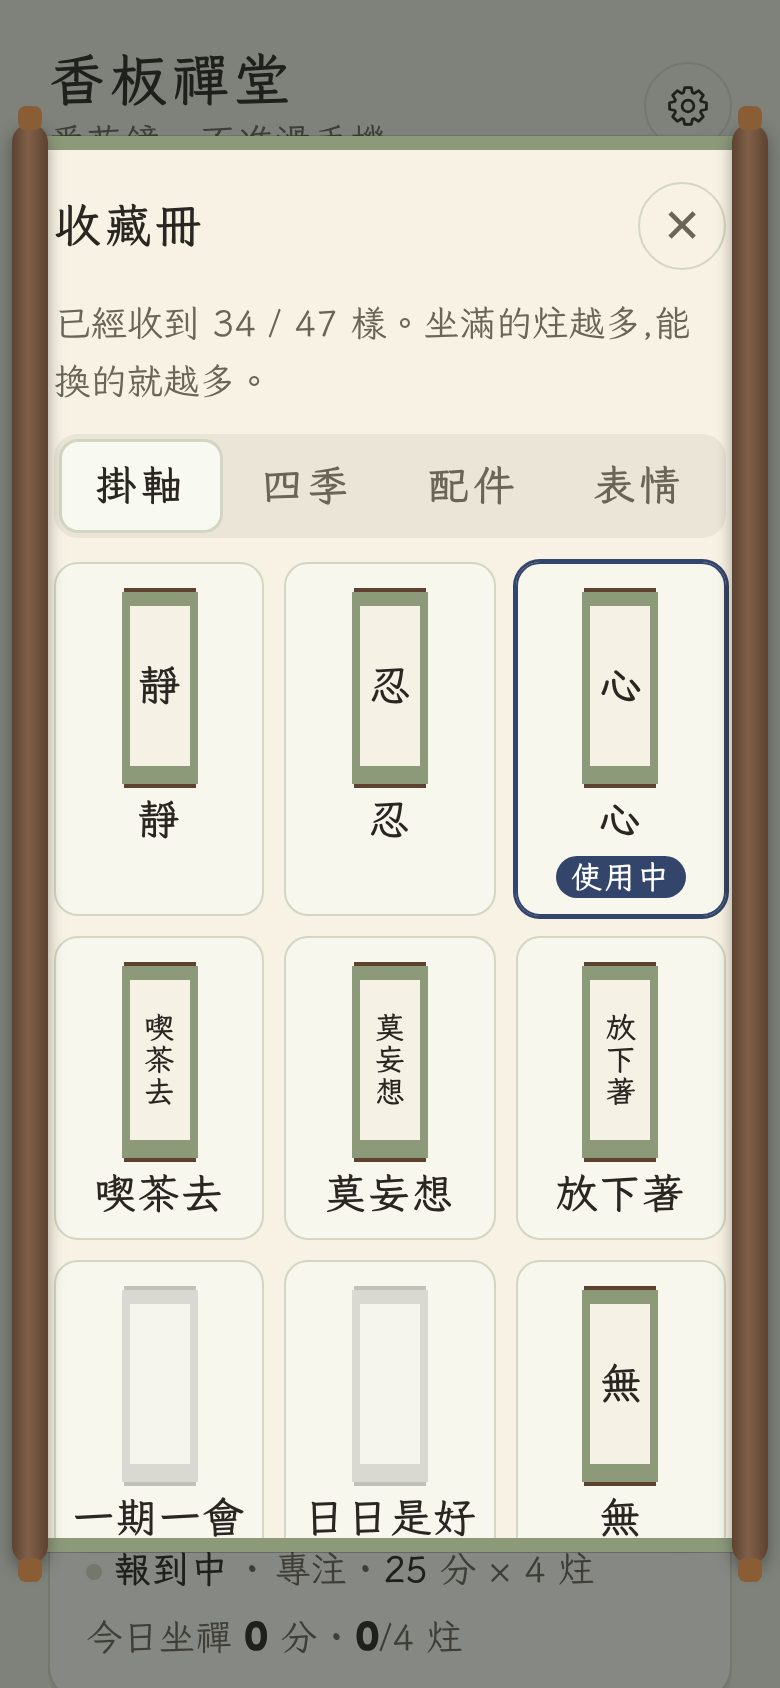 香板禪堂
收藏冊
已經收到 34 / 47 樣。坐滿的炷越多,能
換的就越多。
掛軸 四季 配件 表情
靜 忍 心
靜 忍 心
使用中
喫茶去 莫妄想 放下著
喫茶去 莫妄想 放下著
無
一期一會 日日是好 無
報到中 · 專注 · 25 分 × 4 炷
今日坐禪 0 分 · 0/4 炷